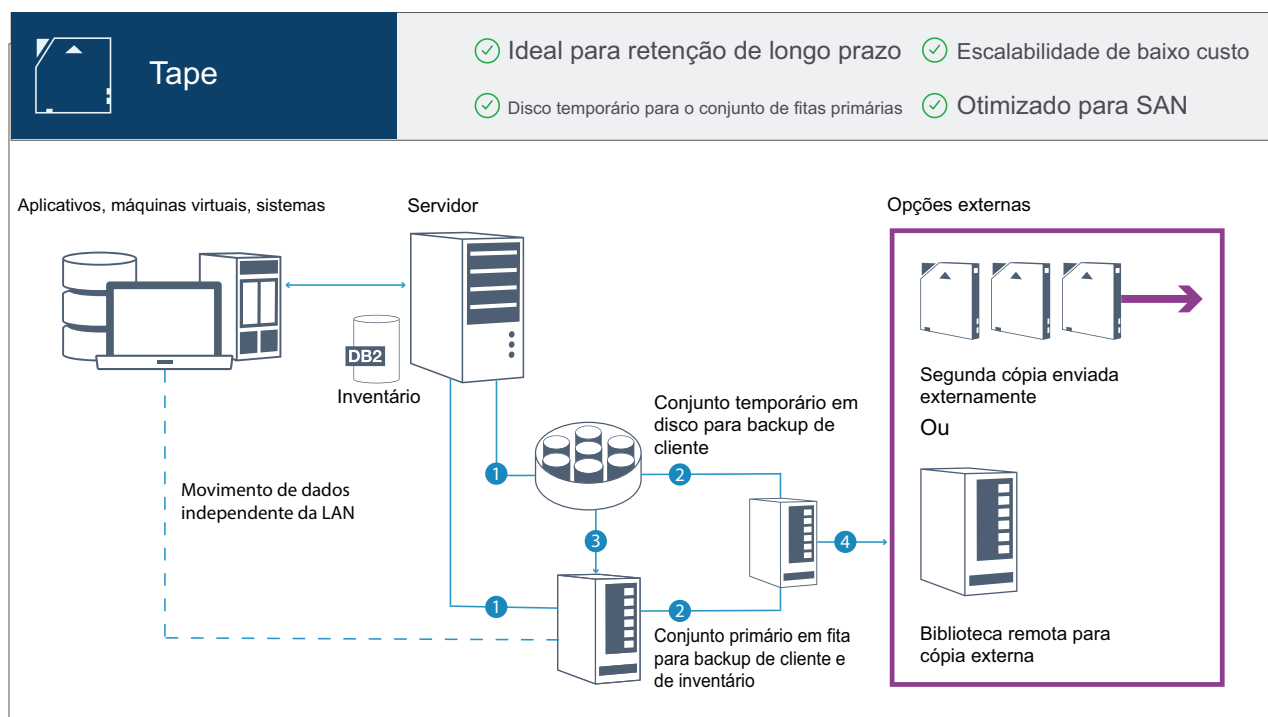 Tape
Ideal para retenção de longo prazo
Escalabilidade de baixo custo
Disco temporário para o conjunto de fitas primárias
Otimizado para SAN
Aplicativos, máquinas virtuais, sistemas
Servidor
Opções externas
DB2
Inventário
Segunda cópia enviada
externamente
Ou
Conjunto temporário em
disco para backup de
cliente
1
2
Movimento de dados
independente da LAN
3
4
1
2
Conjunto primário em fita
para backup de cliente e
de inventário
Biblioteca remota para
cópia externa